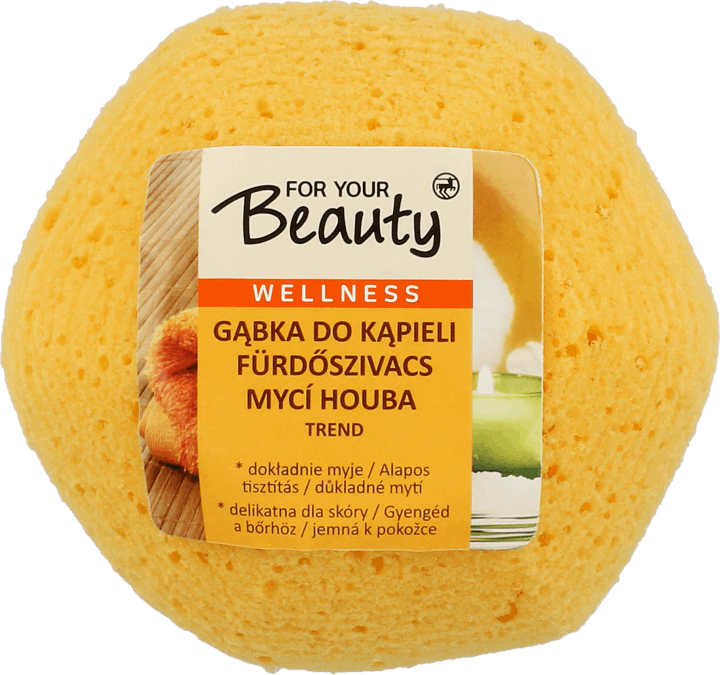 FOR YOUR
Beauty
WELLNESS
GĄBKA DO KĄPIELI
FÜRDŐSZIVACS
MYCÍ HOUBA
TREND
* dokładnie myje / Alapos
tisztítás / důkladné mytí
* delikatna dla skóry / Gyengéd
a bőrhöz / jemná k pokožce